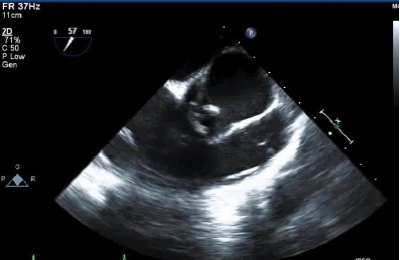 FR 37Hz
11cm
2D
71%
C 50
P Low
Gen
0 57 180
P
G
P R